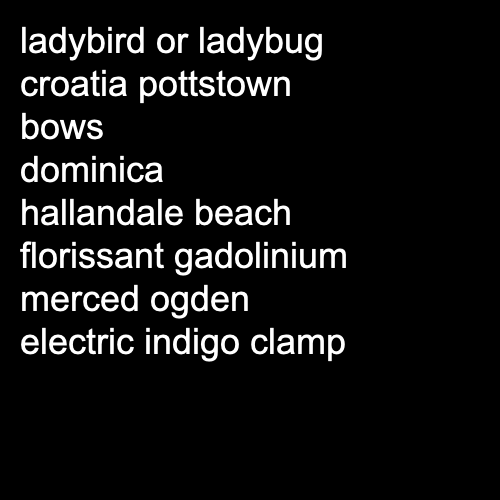 ladybird or ladybug
croatia pottstown
bows
dominica
hallandale beach
florissant gadolinium
merced ogden
electric indigo clamp